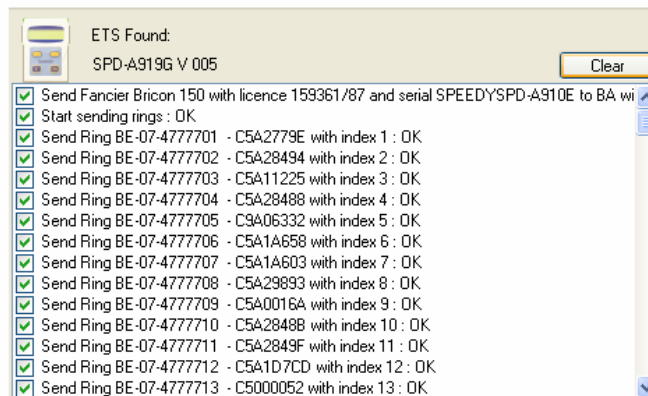 ETS Found:
SPD-A919G V 005
Clear
Send Fancier Bricon 150 with licence 159361/87 and serial SPEEDYSPD-A910E to BA wi
Start sending rings : OK
Send Ring BE-07-4777701 - C5A2779E with index 1 : OK
Send Ring BE-07-4777702 - C5A28494 with index 2 : OK
Send Ring BE-07-4777703 - C5A11225 with index 3 : OK
Send Ring BE-07-4777704 - C5A28488 with index 4 : OK
Send Ring BE-07-4777705 - C9A06332 with index 5 : OK
Send Ring BE-07-4777706 - C5A1A658 with index 6 : OK
Send Ring BE-07-4777707 - C5A1A603 with index 7 : OK
Send Ring BE-07-4777708 - C5A29893 with index 8 : OK
Send Ring BE-07-4777709 - C5A0016A with index 9 : OK
Send Ring BE-07-4777710 - C5A2848B with index 10 : OK
Send Ring BE-07-4777711 - C5A2849F with index 11 : OK
Send Ring BE-07-4777712 - C5A1D7CD with index 12 : OK
Send Ring BE-07-4777713 - C5000052 with index 13 : OK